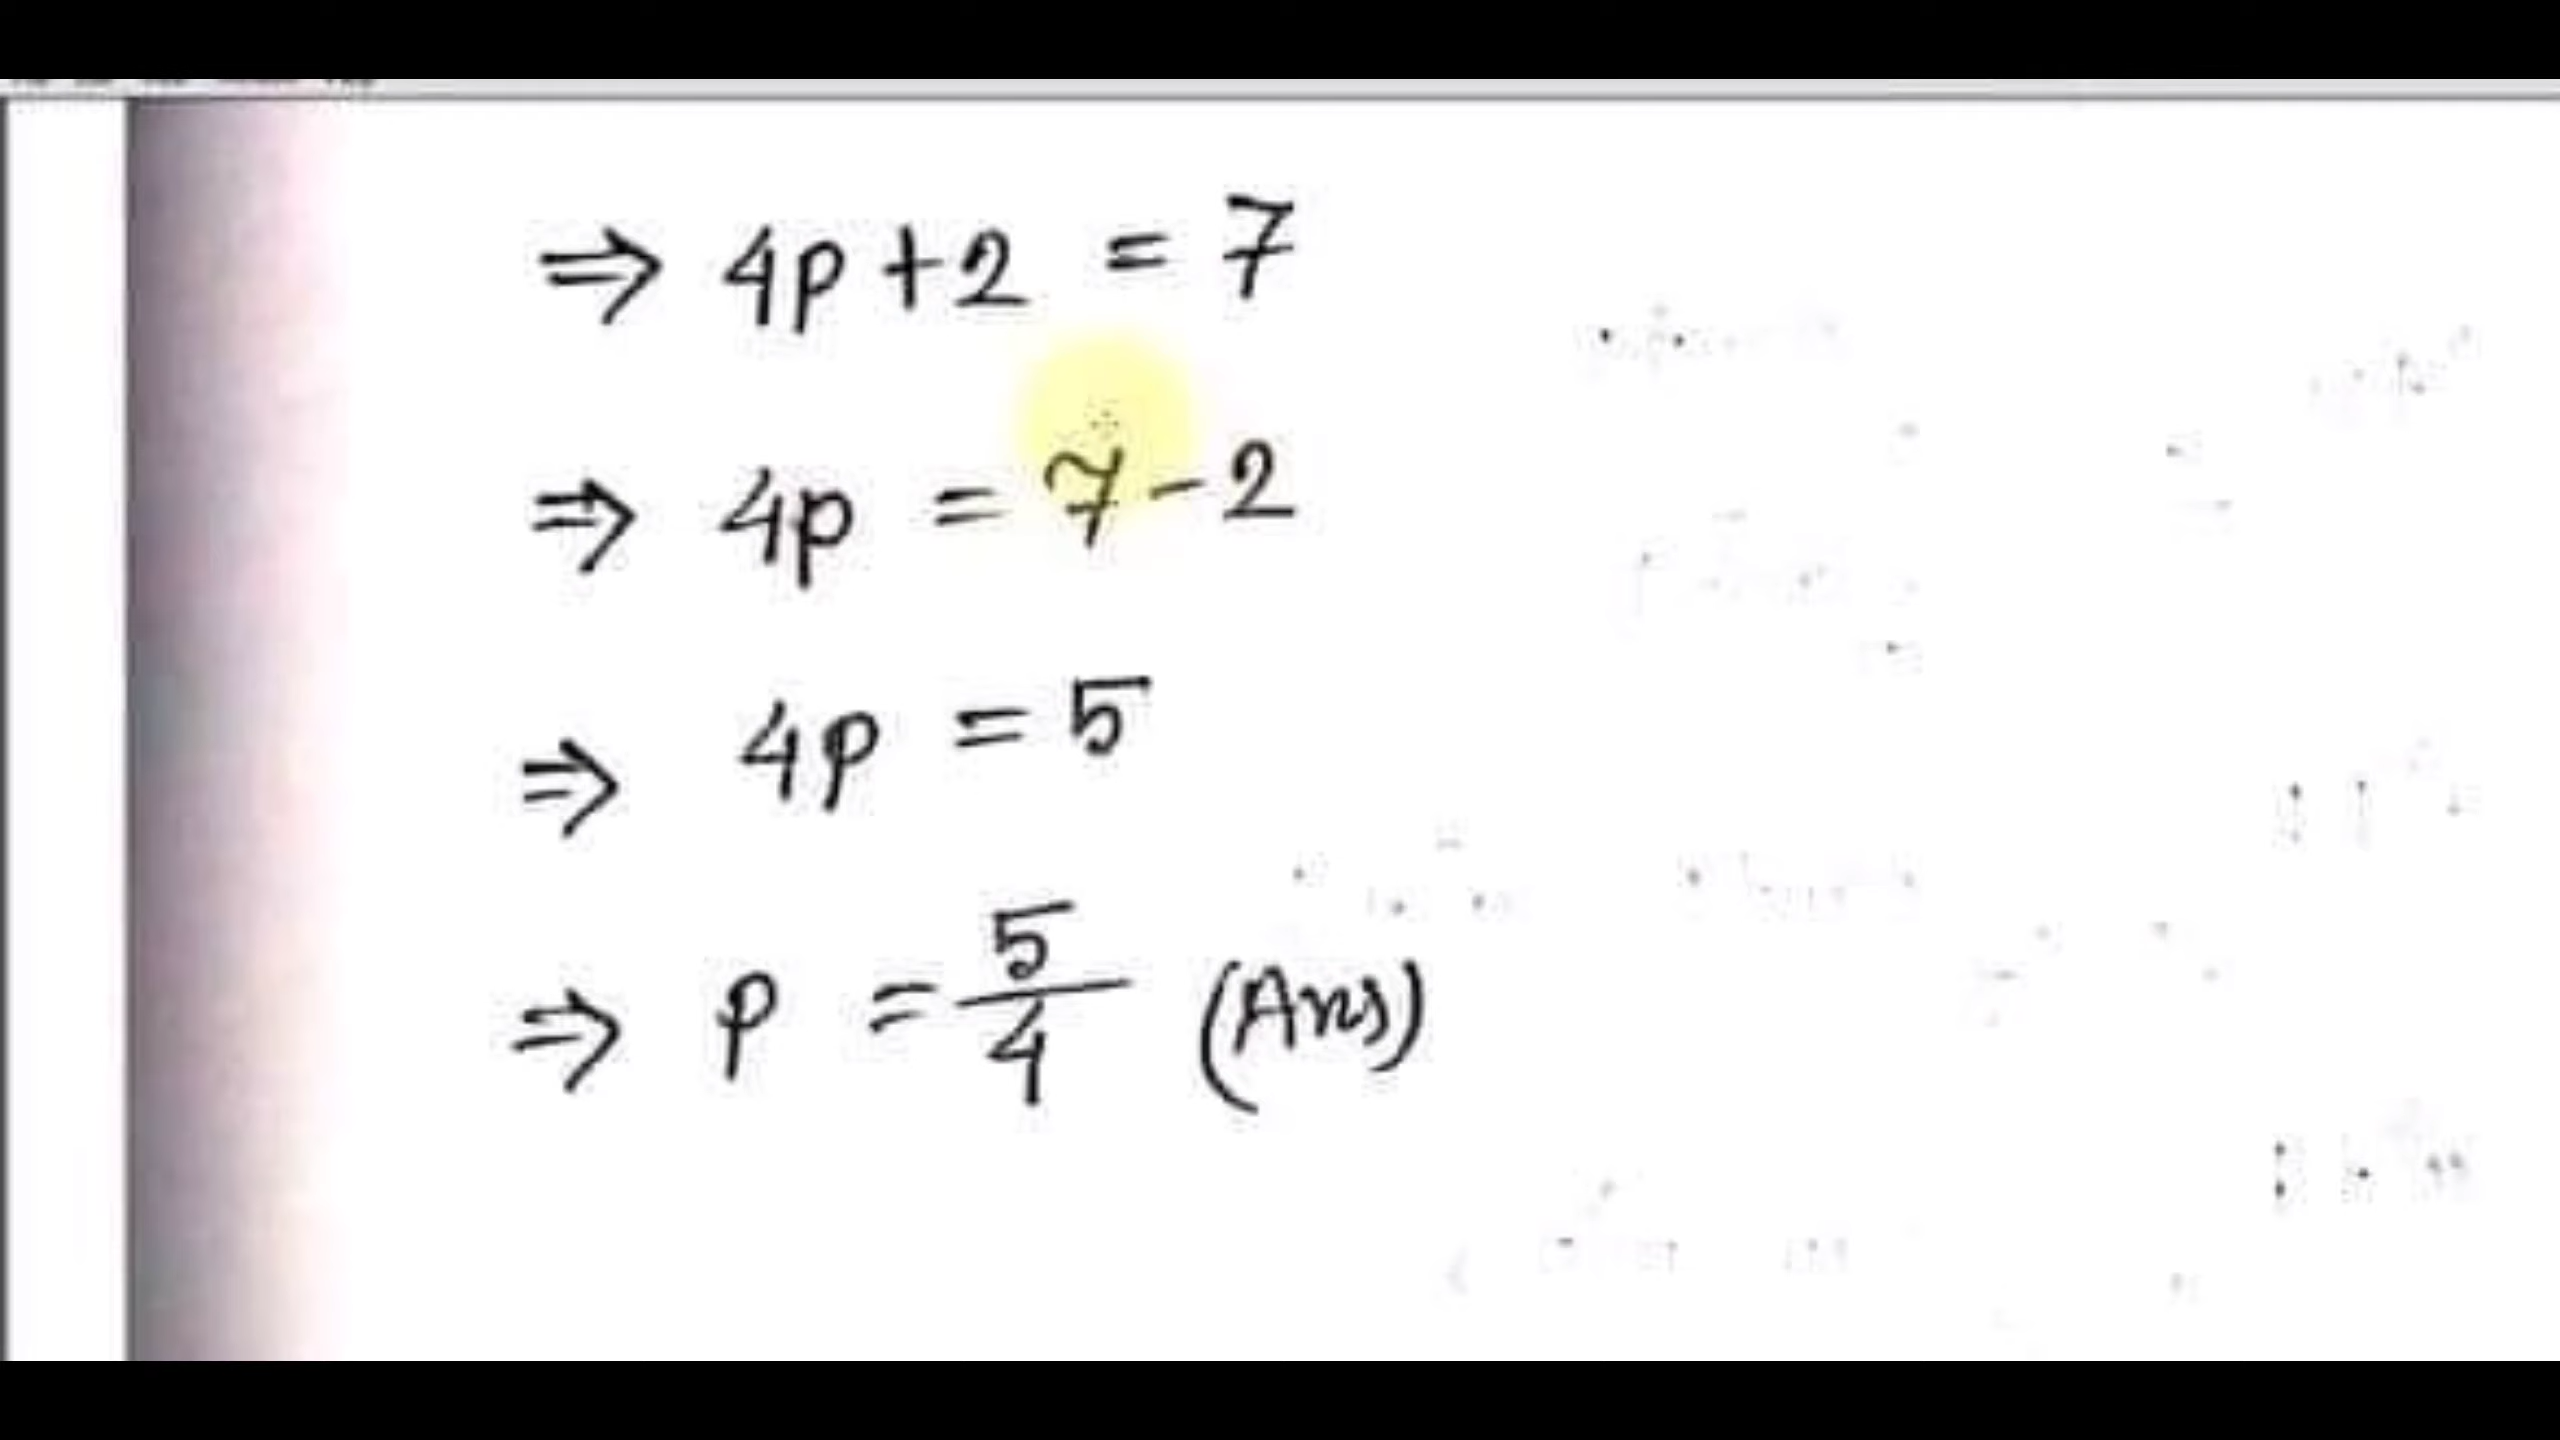 ⇒ 4p + 2 = 7
⇒ 4p = 7 - 2
⇒ 4p = 5
⇒ p = 5/4 (Ans)